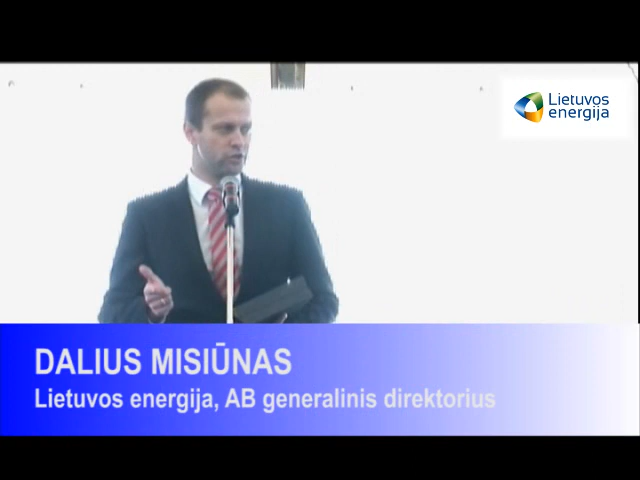 Lietuvos
energija
DALIUS MISIŪNAS
Lietuvos energija, AB generalinis direktorius